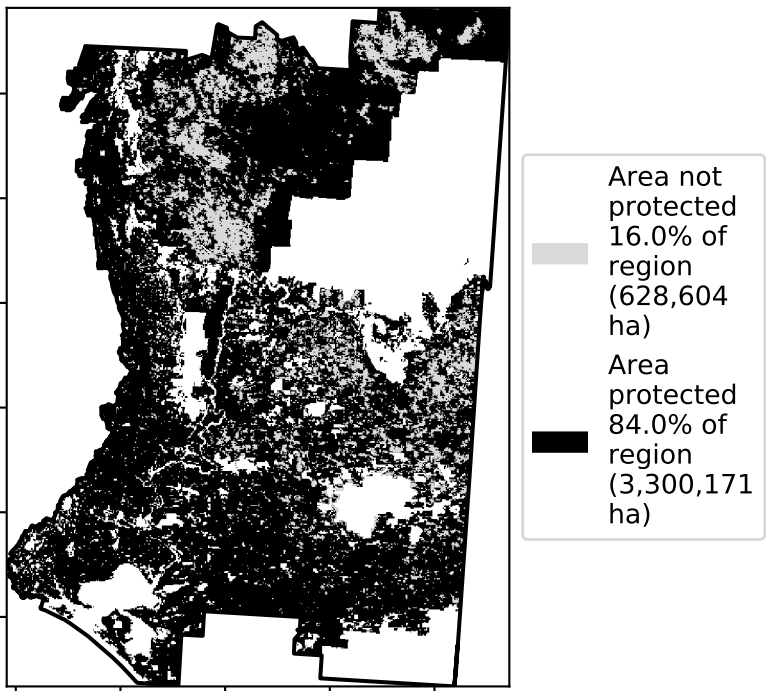 Area not
protected
16.0% of
region
(628,604
ha)
Area
protected
84.0% of
region
(3,300,171
ha)